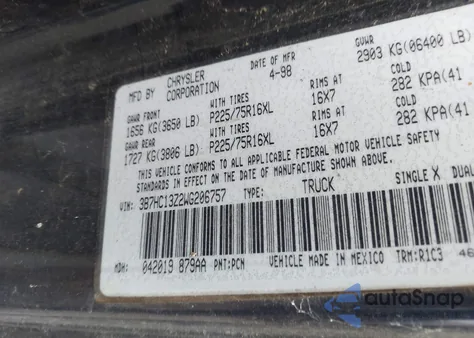 MFD BY CHRYSLER CORPORATION DATE OF MFR 4-98 GVWR 2903 KG(06400 LB)
GAWR FRONT WITH TIRES RIMS AT COLD
1656 KG(3650 LB) P225/75R16XL 16X7 282 KPA(41
GAWR REAR WITH TIRES RIMS AT COLD
1727 KG(3806 LB) P225/75R16XL 16X7 282 KPA(41
THIS VEHICLE CONFORMS TO ALL APPLICABLE FEDERAL MOTOR VEHICLE SAFETY
STANDARDS IN EFFECT ON THE DATE OF MANUFACTURE SHOWN ABOVE
VIN: 3B7HC13Z2WG206757 TYPE: TRUCK SINGLE X DUAL
MDH: 042019 879AA PNT:PCN VEHICLE MADE IN MEXICO TRM:R1C3 46
autoSnap